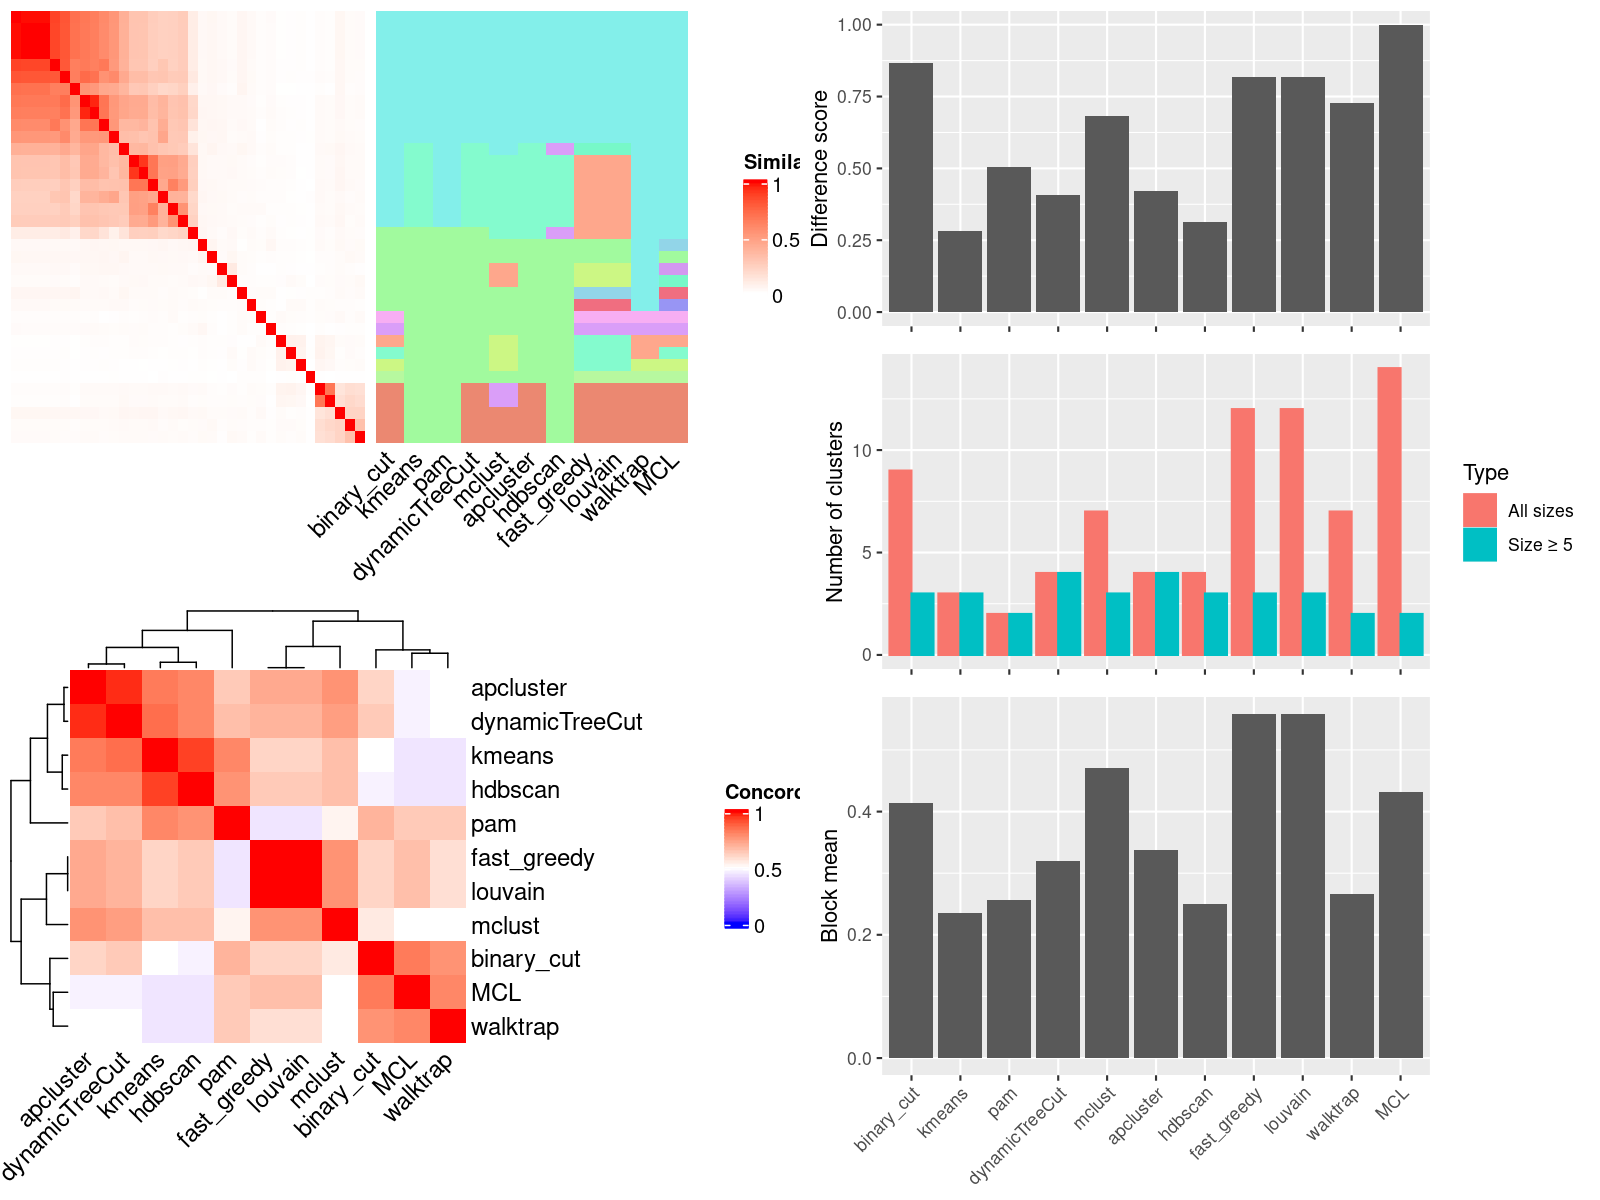 Simila
1
0.5
0
binary_cut
kmeans
pam
dynamicTreeCut
mclust
apcluster
hdbscan
fast_greedy
louvain
walktrap
MCL
apcluster
dynamicTreeCut
kmeans
hdbscan
pam
fast_greedy
louvain
mclust
binary_cut
MCL
walktrap
Concord
1
0.5
0
apcluster
dynamicTreeCut
kmeans
hdbscan
pam
fast_greedy
louvain
mclust
binary_cut
MCL
walktrap
Difference score
1.00
0.75
0.50
0.25
0.00
Number of clusters
10
5
0
Type
All sizes
Size ≥ 5
Block mean
0.4
0.2
0.0
binary_cut
kmeans
pam
dynamicTreeCut
mclust
apcluster
hdbscan
fast_greedy
louvain
walktrap
MCL